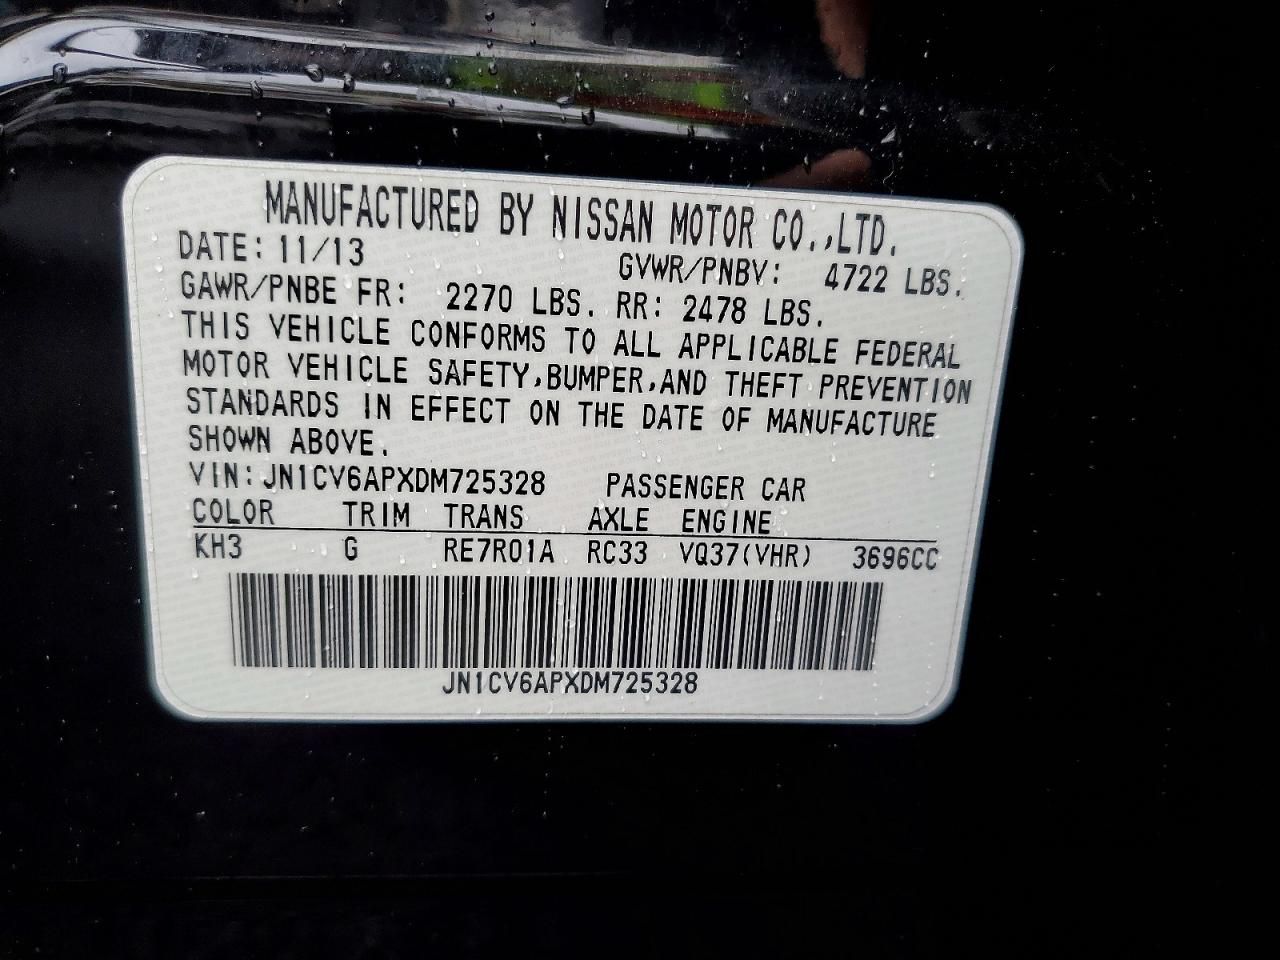 MANUFACTURED BY NISSAN MOTOR CO.,LTD.
DATE: 11/13 GVWR/PNBV: 4722 LBS.
GAWR/PNBE FR: 2270 LBS. RR: 2478 LBS.
THIS VEHICLE CONFORMS TO ALL APPLICABLE FEDERAL
MOTOR VEHICLE SAFETY,BUMPER,AND THEFT PREVENTION
STANDARDS IN EFFECT ON THE DATE OF MANUFACTURE
SHOWN ABOVE.
VIN:JN1CV6APXDM725328 PASSENGER CAR
COLOR TRIM TRANS AXLE ENGINE
KH3 G RE7R01A RC33 VQ37(VHR) 3696CC
JN1CV6APXDM725328